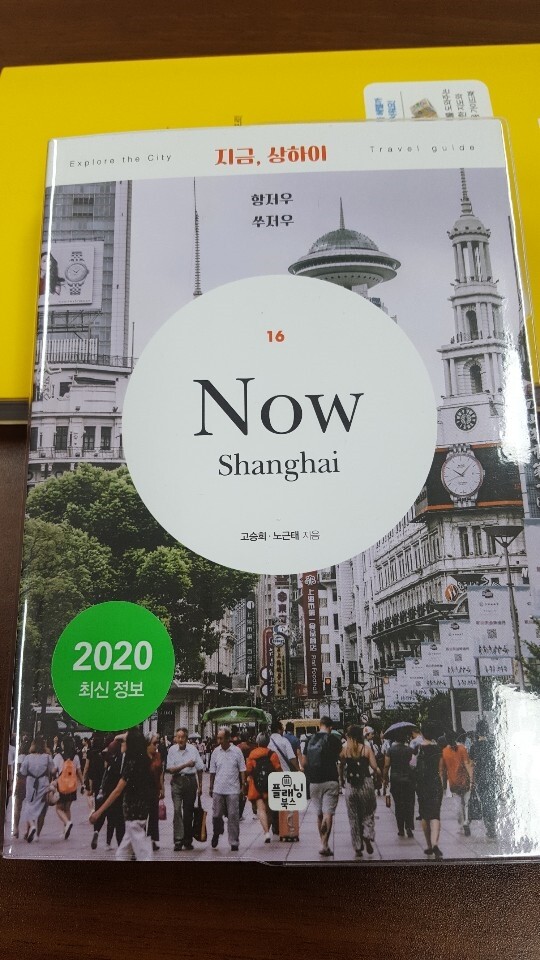 Explore the City
지금, 상하이
Travel guide
항저우
쑤저우
16
Now
Shanghai
고승희·노근태 지음
2020
최신 정보
플래닝
북스